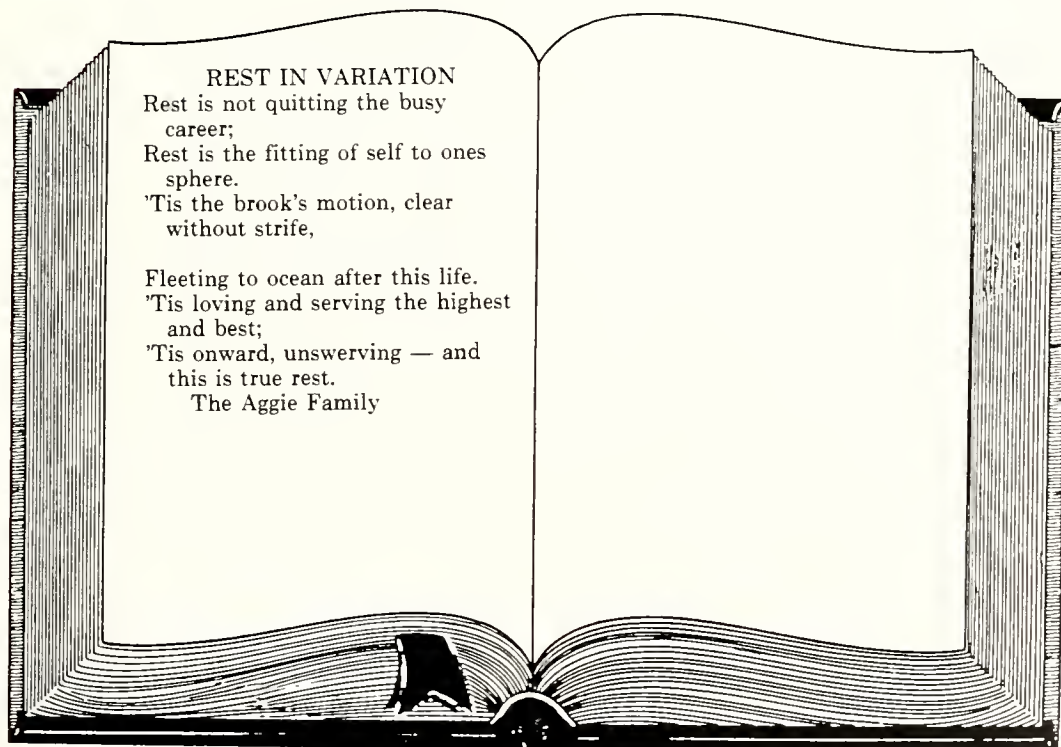 REST IN VARIATION
Rest is not quitting the busy
career;
Rest is the fitting of self to ones
sphere.
'Tis the brook's motion, clear
without strife,
Fleeting to ocean after this life.
'Tis loving and serving the highest
and best;
'Tis onward, unswerving — and
this is true rest.
The Aggie Family